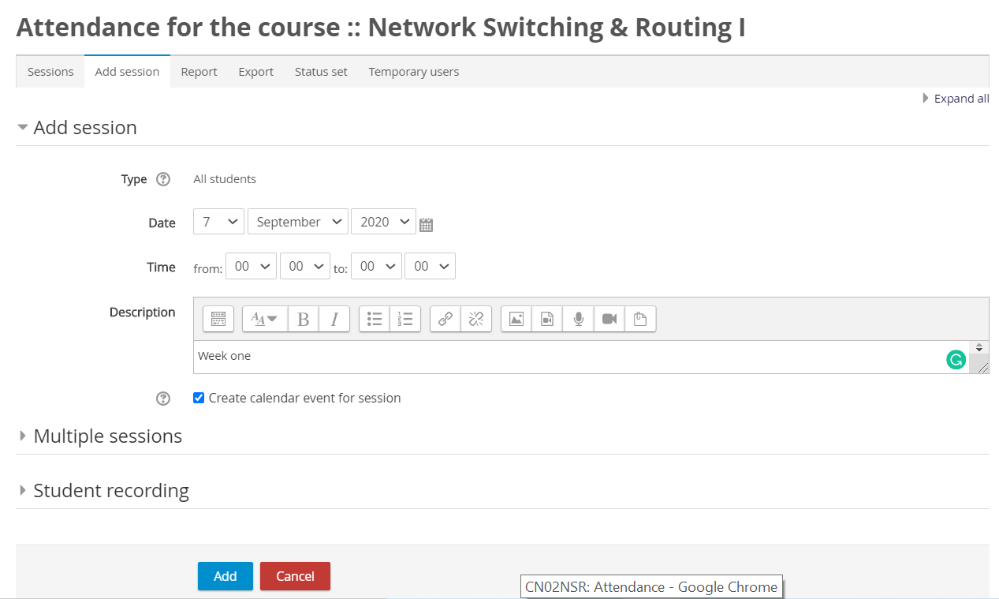 Attendance for the course :: Network Switching & Routing I
Sessions Add session Report Export Status set Temporary users
Expand all
Add session
Type ? All students
Date 7 September 2020
Time from: 00 00 to: 00 00
Description
Week one
? Create calendar event for session
Multiple sessions
Student recording
Add Cancel
CN02NSR: Attendance - Google Chrome